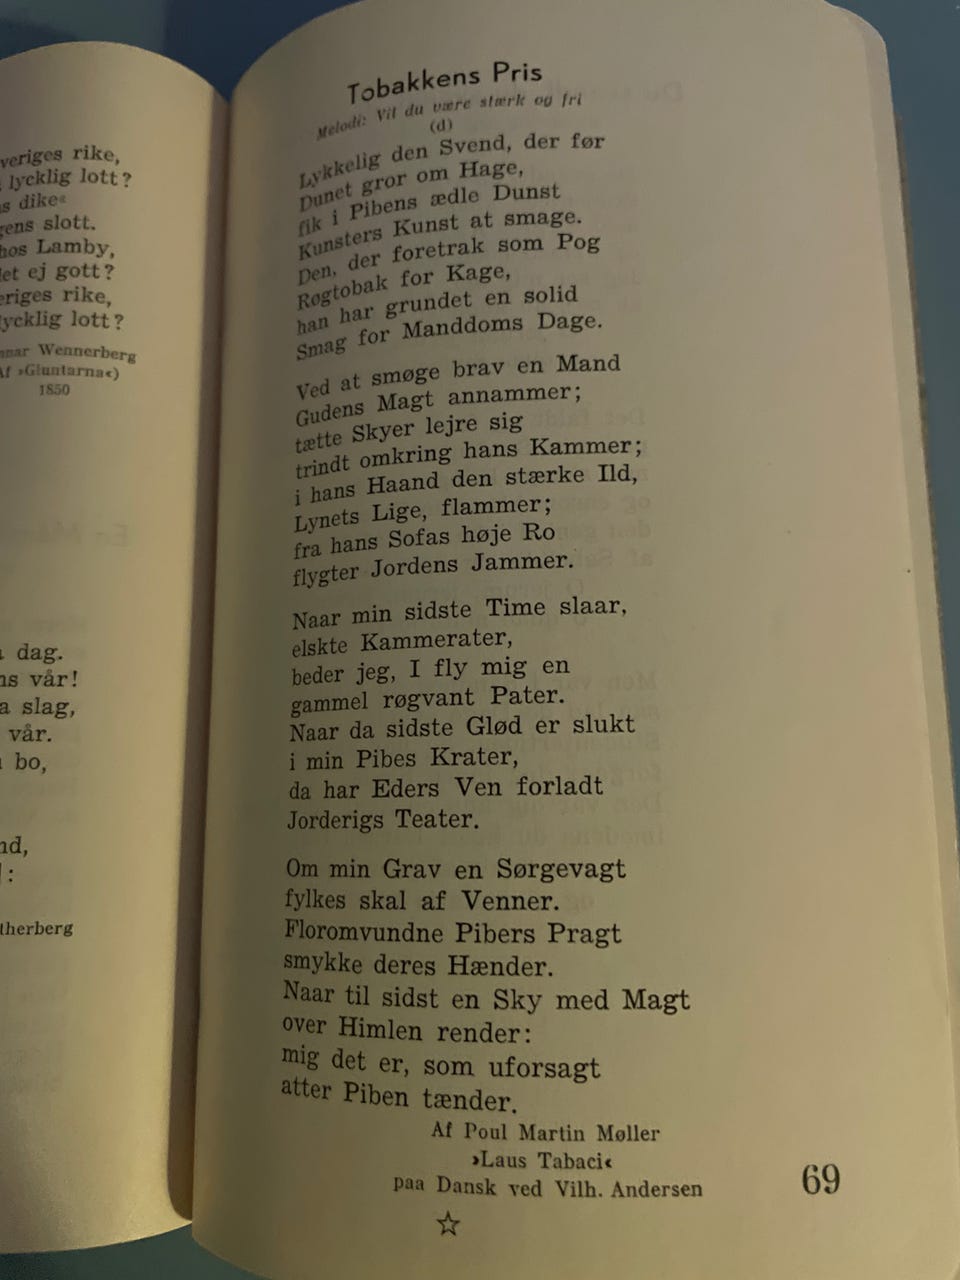 veriges rike,
lycklig lott?
s dike«
gens slott.
hos Lamby,
et ej gott?
eriges rike,
ycklig lott?
nnar Wennerberg
Af »Gluntarna«)
1850
dag.
ns vår!
a slag,
vår.
bo,
nd,
:
therberg
Tobakkens Pris
Melodi: Vil du være stærk og fri
(d)
Lykkelig den Svend, der før
Dunet gror om Hage,
fik i Pibens ædle Dunst
Kunsters Kunst at smage.
Den, der foretrak som Pog
Røgtobak for Kage,
han har grundet en solid
Smag for Manddoms Dage.
Ved at smøge brav en Mand
Gudens Magt annammer;
tætte Skyer lejre sig
trindt omkring hans Kammer;
i hans Haand den stærke Ild,
Lynets Lige, flammer;
fra hans Sofas høje Ro
flygter Jordens Jammer.
Naar min sidste Time slaar,
elskte Kammerater,
beder jeg, I fly mig en
gammel røgvant Pater.
Naar da sidste Glød er slukt
i min Pibes Krater,
da har Eders Ven forladt
Jorderigs Teater.
Om min Grav en Sørgevagt
fylkes skal af Venner.
Floromvundne Pibers Pragt
smykke deres Hænder.
Naar til sidst en Sky med Magt
over Himlen render:
mig det er, som uforsagt
atter Piben tænder.
Af Poul Martin Møller
»Laus Tabaci«
paa Dansk ved Vilh. Andersen
69